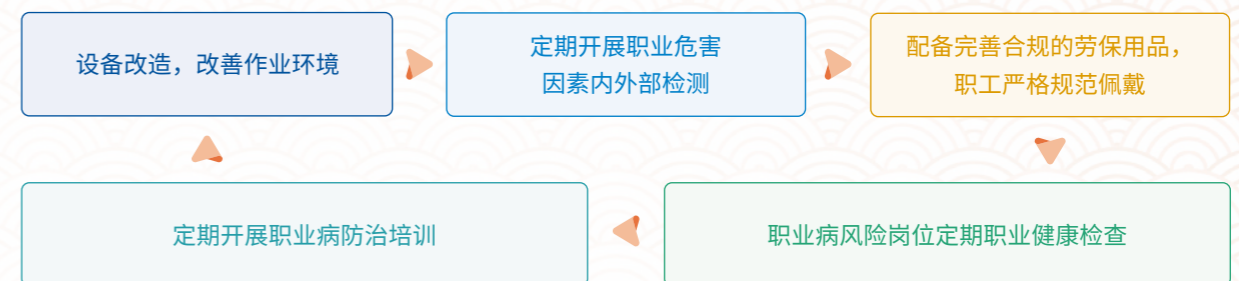 设备改造，改善作业环境
定期开展职业危害
因素内外部检测
配备完善合规的劳保用品，
职工严格规范佩戴
职业病风险岗位定期职业健康检查
定期开展职业病防治培训